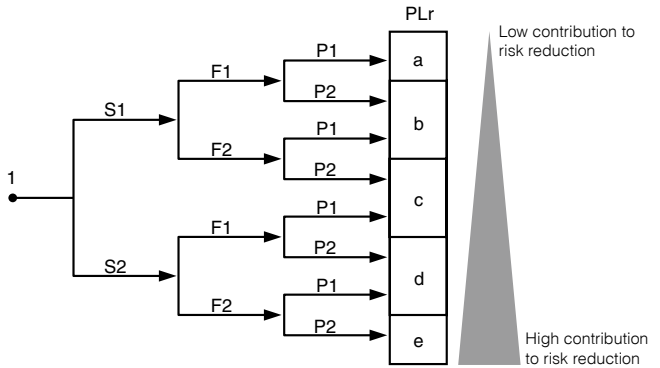 PLr
Low contribution to
risk reduction
P1
a
F1
P2
S1
P1
b
F2
P2
1
c
P1
F1
P2
S2
d
P1
F2
P2
e
High contribution
to risk reduction